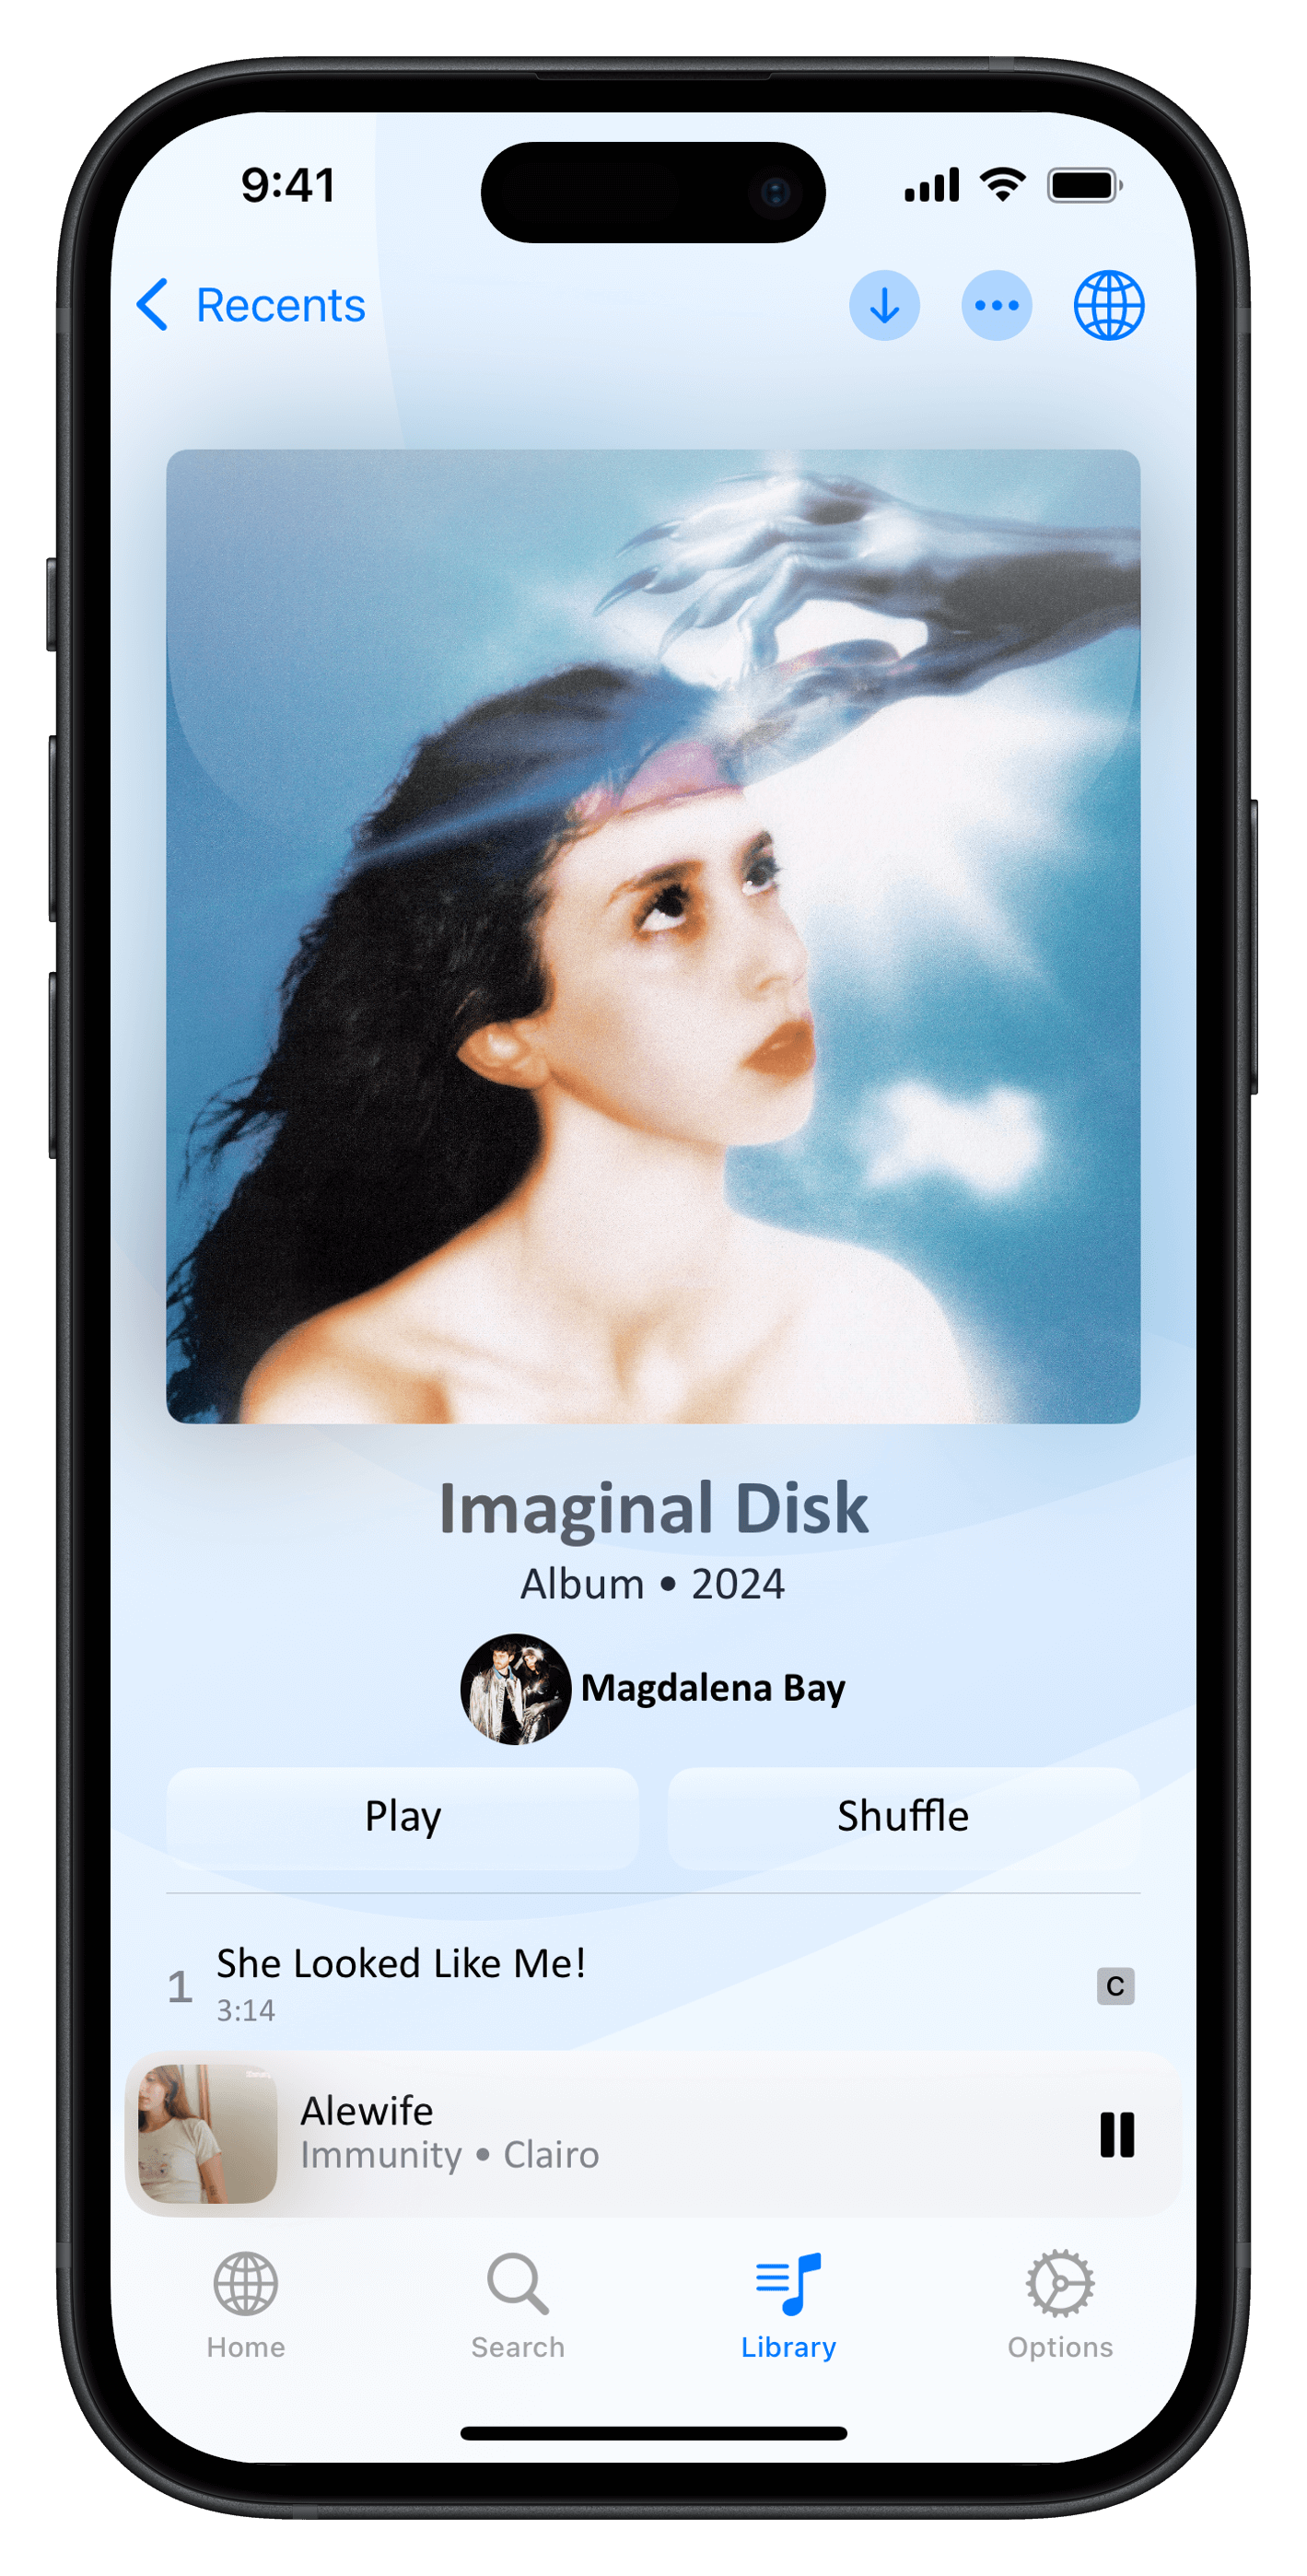 9:41
Recents
Imaginal Disk
Album • 2024
Magdalena Bay
Play
Shuffle
1
She Looked Like Me!
3:14
C
Alewife
Immunity • Clairo
Home
Search
Library
Options